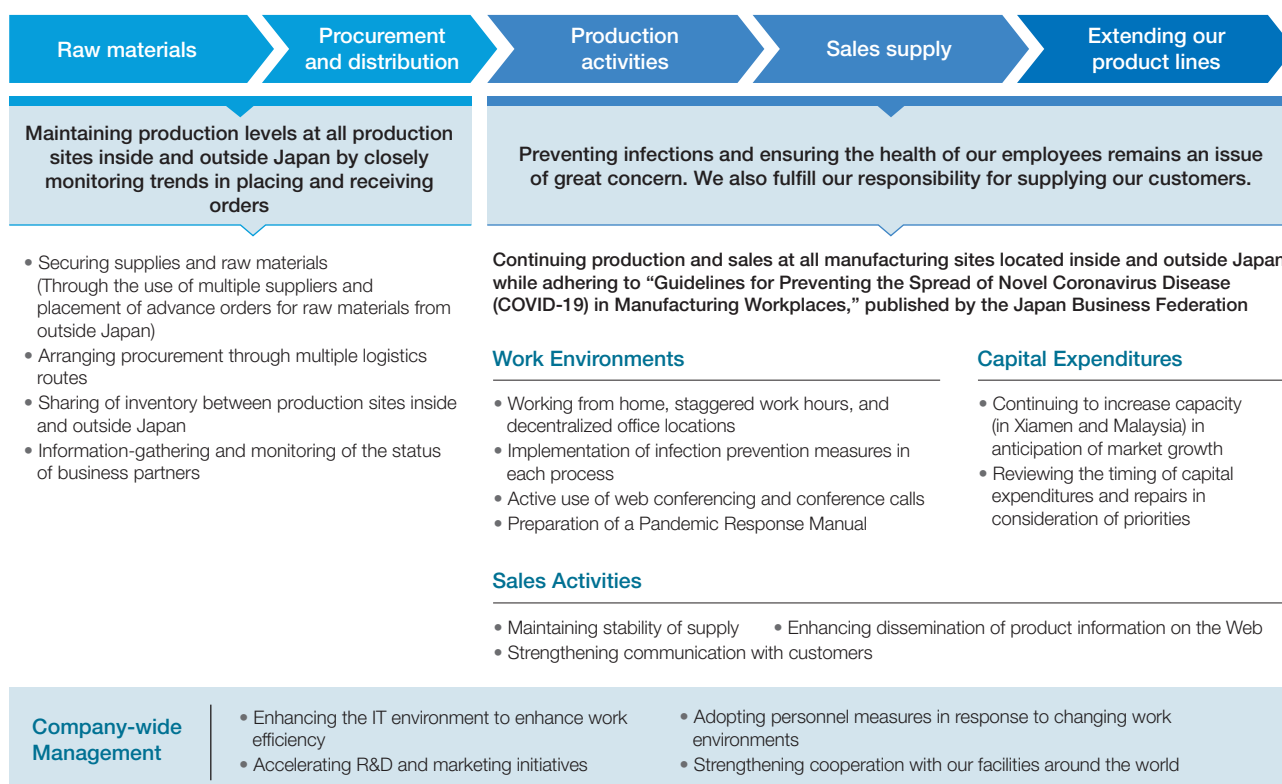 Raw materials
Procurement
and distribution
Production
activities
Sales supply
Extending our
product lines
Maintaining production levels at all production
sites inside and outside Japan by closely
monitoring trends in placing and receiving
orders
Preventing infections and ensuring the health of our employees remains an issue
of great concern. We also fulfill our responsibility for supplying our customers.
• Securing supplies and raw materials
(Through the use of multiple suppliers and
placement of advance orders for raw materials from
outside Japan)
• Arranging procurement through multiple logistics
routes
• Sharing of inventory between production sites inside
and outside Japan
• Information-gathering and monitoring of the status
of business partners
Continuing production and sales at all manufacturing sites located inside and outside Japan
while adhering to “Guidelines for Preventing the Spread of Novel Coronavirus Disease
(COVID-19) in Manufacturing Workplaces,” published by the Japan Business Federation
Work Environments
• Working from home, staggered work hours, and
decentralized office locations
• Implementation of infection prevention measures in
each process
• Active use of web conferencing and conference calls
• Preparation of a Pandemic Response Manual
Capital Expenditures
• Continuing to increase capacity
(in Xiamen and Malaysia) in
anticipation of market growth
• Reviewing the timing of capital
expenditures and repairs in
consideration of priorities
Sales Activities
• Maintaining stability of supply
• Enhancing dissemination of product information on the Web
• Strengthening communication with customers
Company-wide
Management
• Enhancing the IT environment to enhance work
efficiency
• Accelerating R&D and marketing initiatives
• Adopting personnel measures in response to changing work
environments
• Strengthening cooperation with our facilities around the world